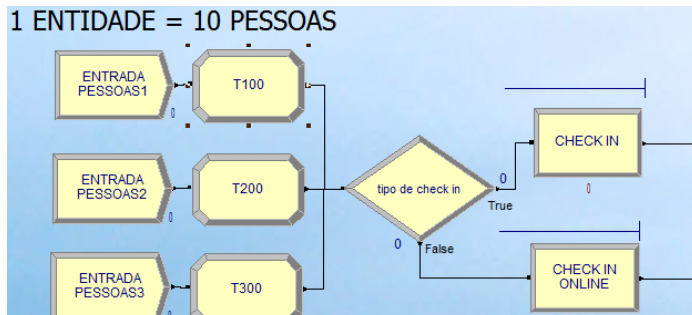 1 ENTIDADE = 10 PESSOAS
ENTRADA
PESSOAS1
0
T100
ENTRADA
PESSOAS2
0
T200
ENTRADA
PESSOAS3
0
T300
tipo de check in
0
True
0
False
CHECK IN
0
CHECK IN
ONLINE